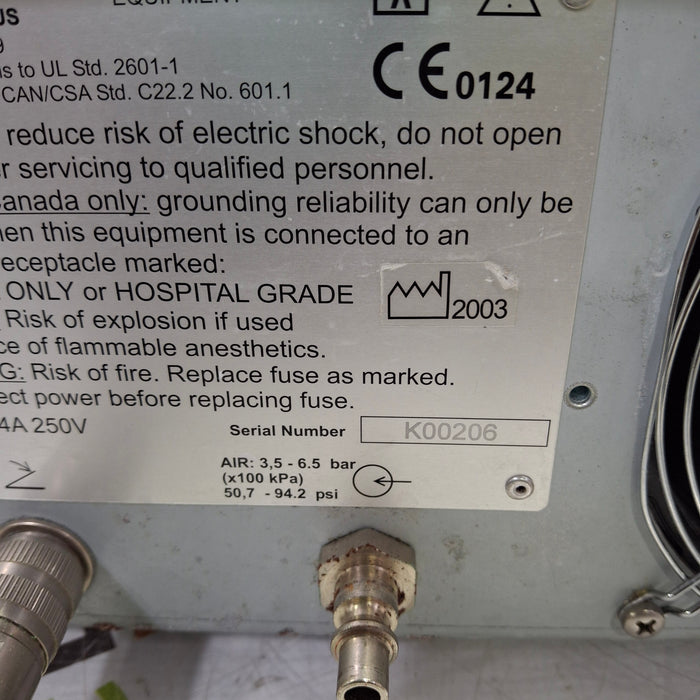 US
EQUIPMENT
9
is to UL Std. 2601-1
CAN/CSA Std. C22.2 No. 601.1
CE 0124
reduce risk of electric shock, do not open
r servicing to qualified personnel.
anada only: grounding reliability can only be
hen this equipment is connected to an
eceptacle marked:
ONLY or HOSPITAL GRADE
2003
Risk of explosion if used
ce of flammable anesthetics.
G: Risk of fire. Replace fuse as marked.
ect power before replacing fuse.
4A 250V
Serial Number K00206
AIR: 3,5 - 6.5 bar
(x100 kPa)
50,7 - 94.2 psi